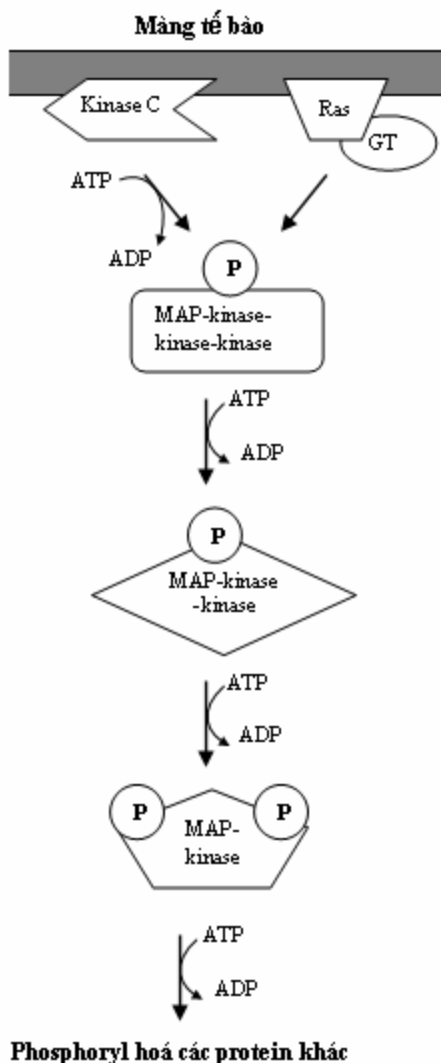 Màng tế bào
Kinase C
Ras
GT
ATP
ADP
P
MAP-kinase-
kinase-kinase
ATP
ADP
P
MAP-kinase
-kinase
ATP
ADP
P
P
MAP-
kinase
ATP
ADP
Phosphoryl hoá các protein khác